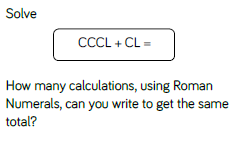 Solve
CCCL + CL =
How many calculations, using Roman
Numerals, can you write to get the same
total?